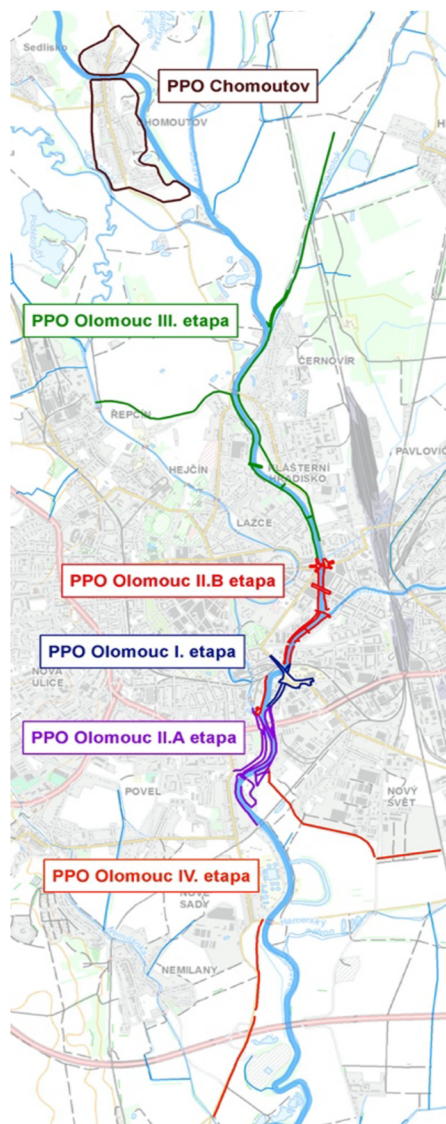 Sedlisko
PPO Chomoutov
CHOMOUTOV
PPO Olomouc III. etapa
ČERNOVÍR
ŘEPČÍN
PAVLOVIČ
HEJČÍN
KLÁŠTERNÍ
HRADISKO
LAZCE
PPO Olomouc II.B etapa
PPO Olomouc I. etapa
NOVÁ
ULICE
PPO Olomouc II.A etapa
POVEL
NOVÝ
SVĚT
PPO Olomouc IV. etapa
NOVÉ
SADY
NEMILANY